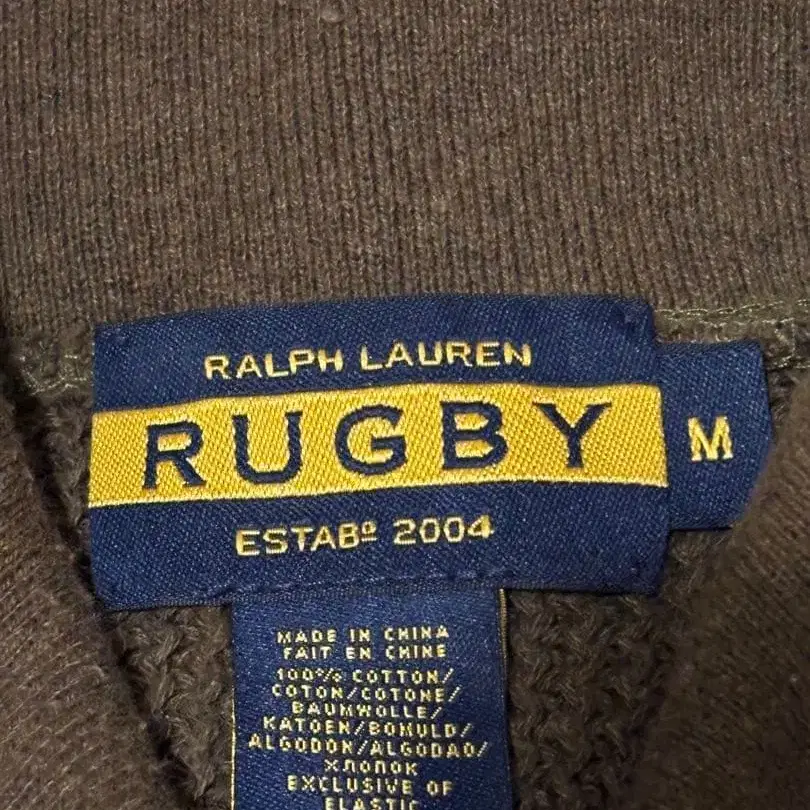 RALPH LAUREN
RUGBY
M
ESTABº 2004
MADE IN CHINA
FAIT EN CHINE
100% COTTON/
COTON/COTONE/
BAUMWOLLE/
KATOEN/BOMULD/
ALGODON/ALGODAO/
ХЛОПОК
EXCLUSIVE OF
ELASTIC